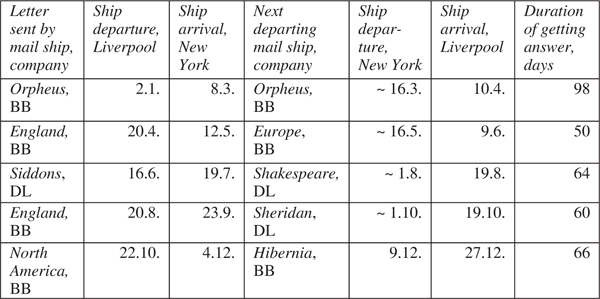 Letter sent by mail ship, company | Ship departure, Liverpool | Ship arrival, New York | Next departing mail ship, company | Ship depar-ture, New York | Ship arrival, Liverpool | Duration of getting answer, days
Orpheus, BB | 2.1. | 8.3. | Orpheus, BB | ~ 16.3. | 10.4. | 98
England, BB | 20.4. | 12.5. | Europe, BB | ~ 16.5. | 9.6. | 50
Siddons, DL | 16.6. | 19.7. | Shakespeare, DL | ~ 1.8. | 19.8. | 64
England, BB | 20.8. | 23.9. | Sheridan, DL | ~ 1.10. | 19.10. | 60
North America, BB | 22.10. | 4.12. | Hibernia, BB | 9.12. | 27.12. | 66